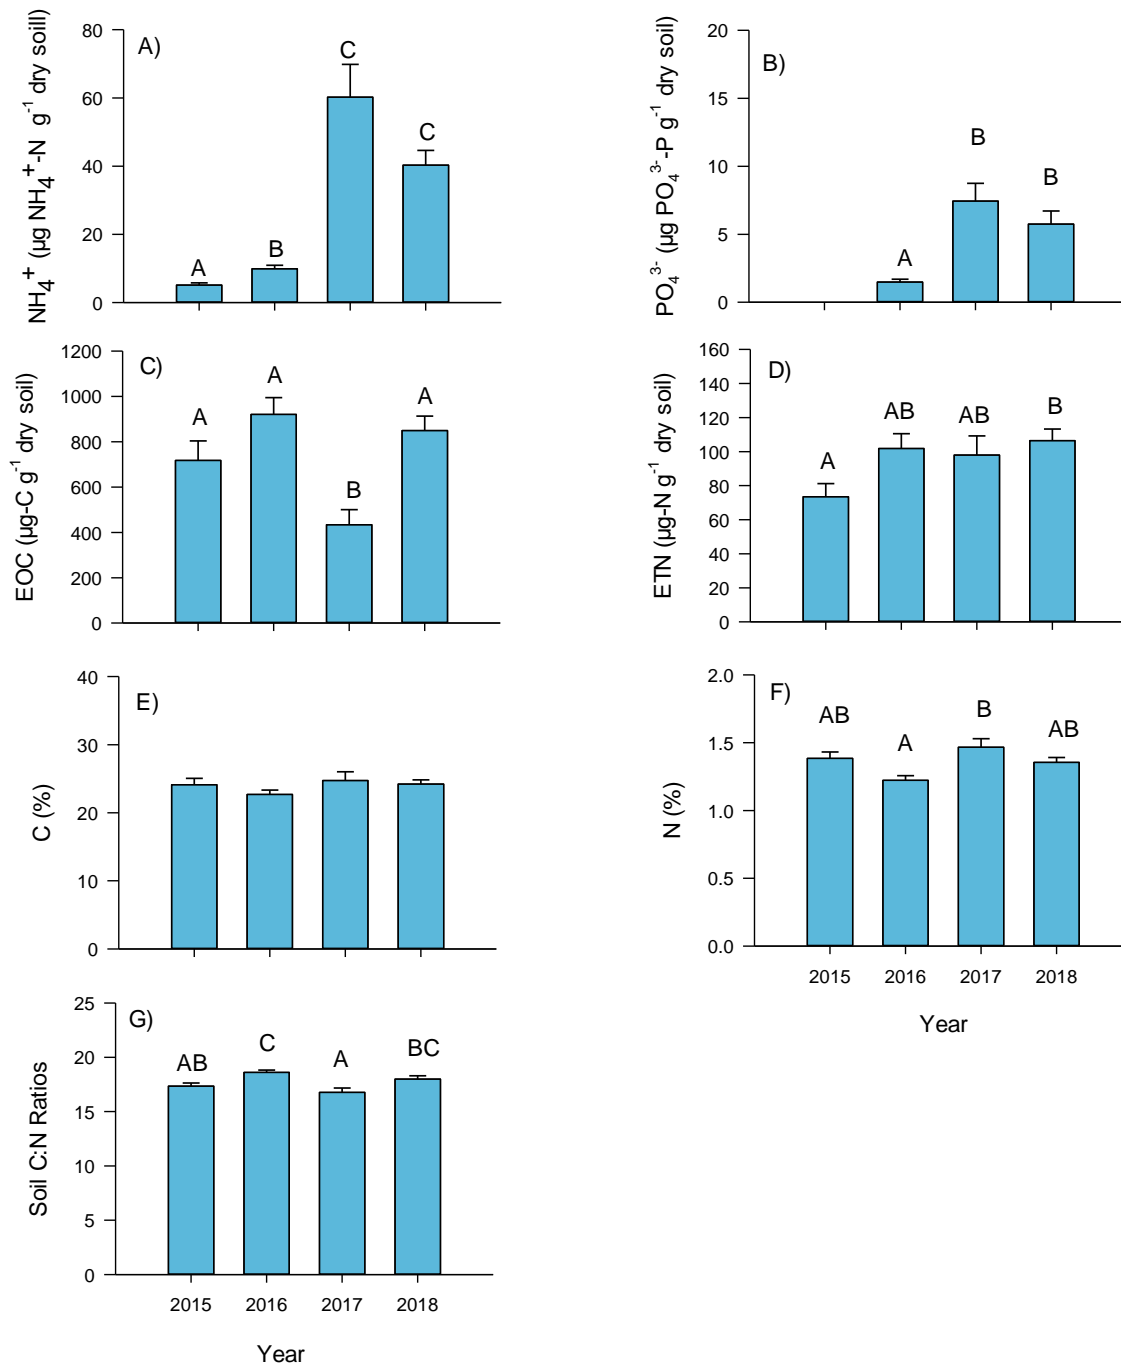 A)
NH₄⁺ (µg NH₄⁺-N g⁻¹ dry soill)
80
60
40
20
0
A
B
C
C
B)
PO₄³⁻ (µg PO₄³⁻-P g⁻¹ dry soil)
20
15
10
5
0
A
B
B
C)
EOC (µg-C g⁻¹ dry soil)
1200
1000
800
600
400
200
0
A
A
B
A
D)
ETN (µg-N g⁻¹ dry soil)
160
140
120
100
80
60
40
20
0
A
AB
AB
B
E)
C (%)
40
30
20
10
0
F)
N (%)
2.0
1.5
1.0
0.5
0.0
AB
A
B
AB
2015 2016 2017 2018
Year
G)
Soil C:N Ratios
25
20
15
10
5
0
AB
C
A
BC
2015 2016 2017 2018
Year